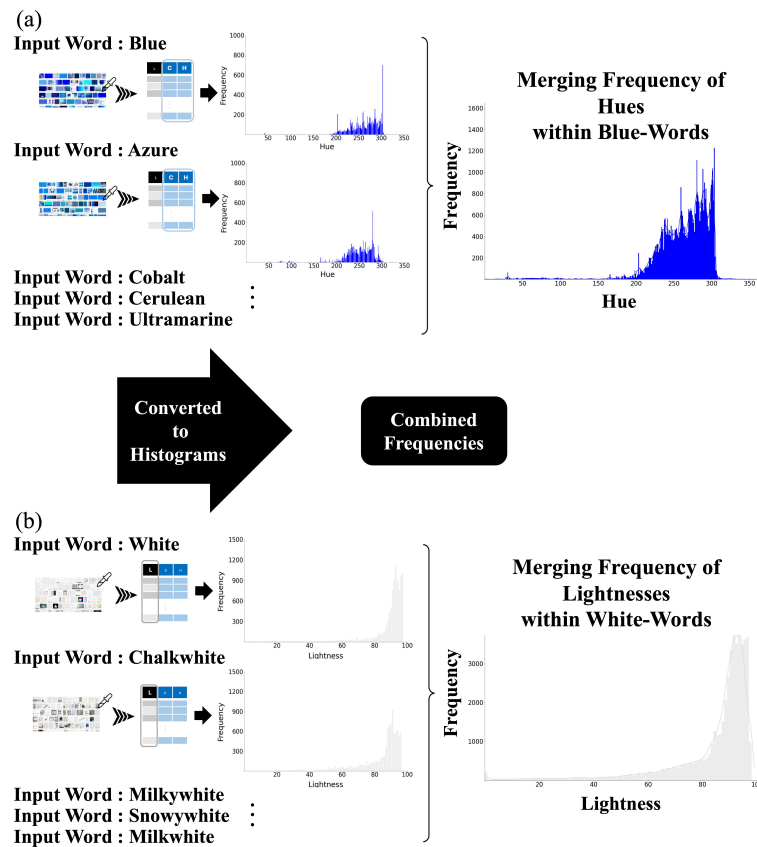 (a)
Input Word : Blue
L C H
Frequency
1000
800
600
400
200
50 100 150 200 250 300 350
Hue
Input Word : Azure
L C H
Frequency
1000
800
600
400
200
50 100 150 200 250 300 350
Hue
Input Word : Cobalt
Input Word : Cerulean
Input Word : Ultramarine
Merging Frequency of
Hues
within Blue-Words
Frequency
1600
1400
1200
1000
800
600
400
200
0 50 100 150 200 250 300 350
Hue
Converted
to
Histograms
Combined
Frequencies
(b)
Input Word : White
L
Frequency
1500
1200
900
600
300
20 40 60 80 100
Lightness
Input Word : Chalkwhite
L
Frequency
1500
1200
900
600
300
20 40 60 80 100
Lightness
Input Word : Milkywhite
Input Word : Snowywhite
Input Word : Milkwhite
Merging Frequency of
Lightnesses
within White-Words
Frequency
3000
2000
1000
20 40 60 80 100
Lightness